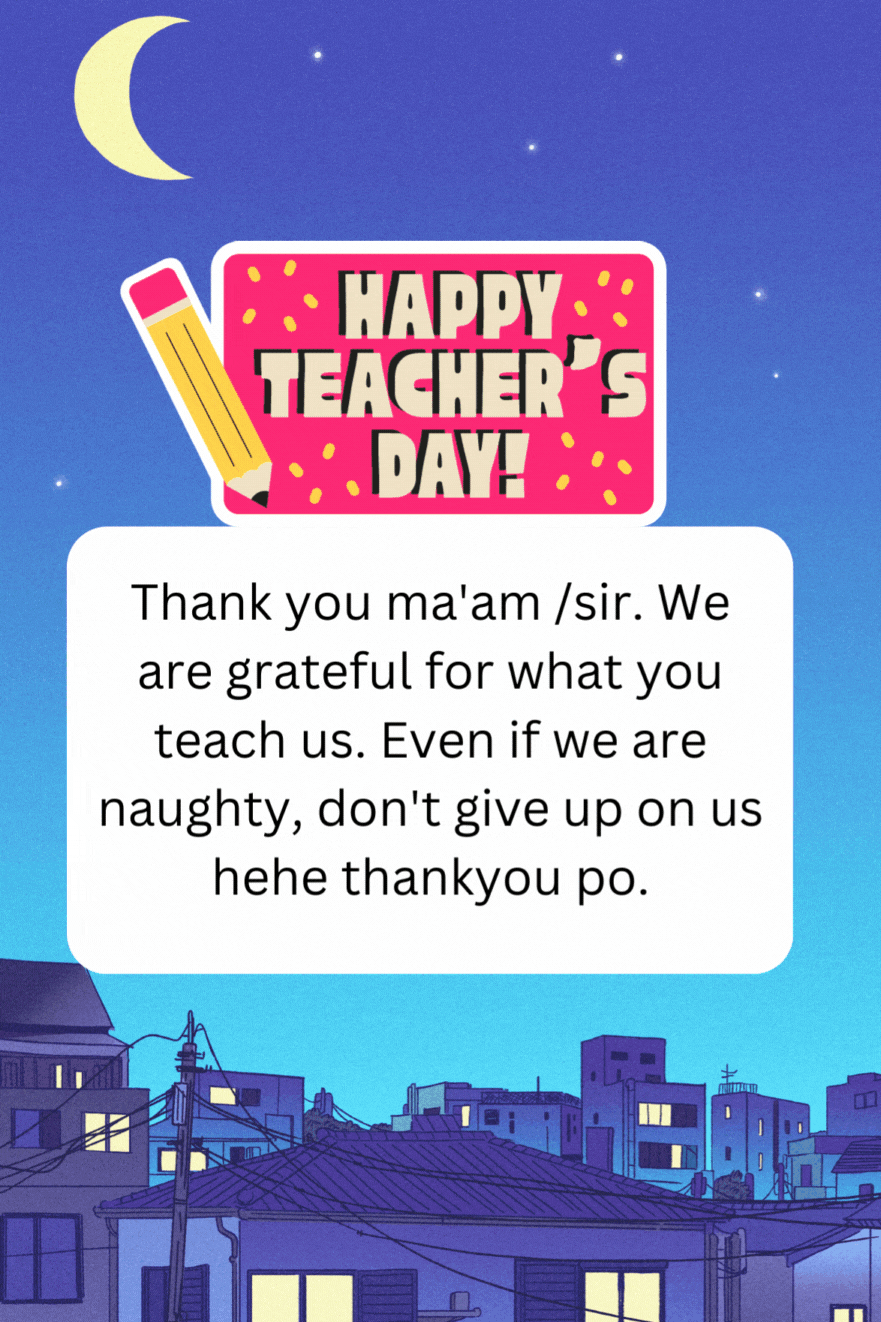 HAPPY
TEACHER'S
DAY!
Thank you ma'am /sir. We
are grateful for what you
teach us. Even if we are
naughty, don't give up on us
hehe thankyou po.